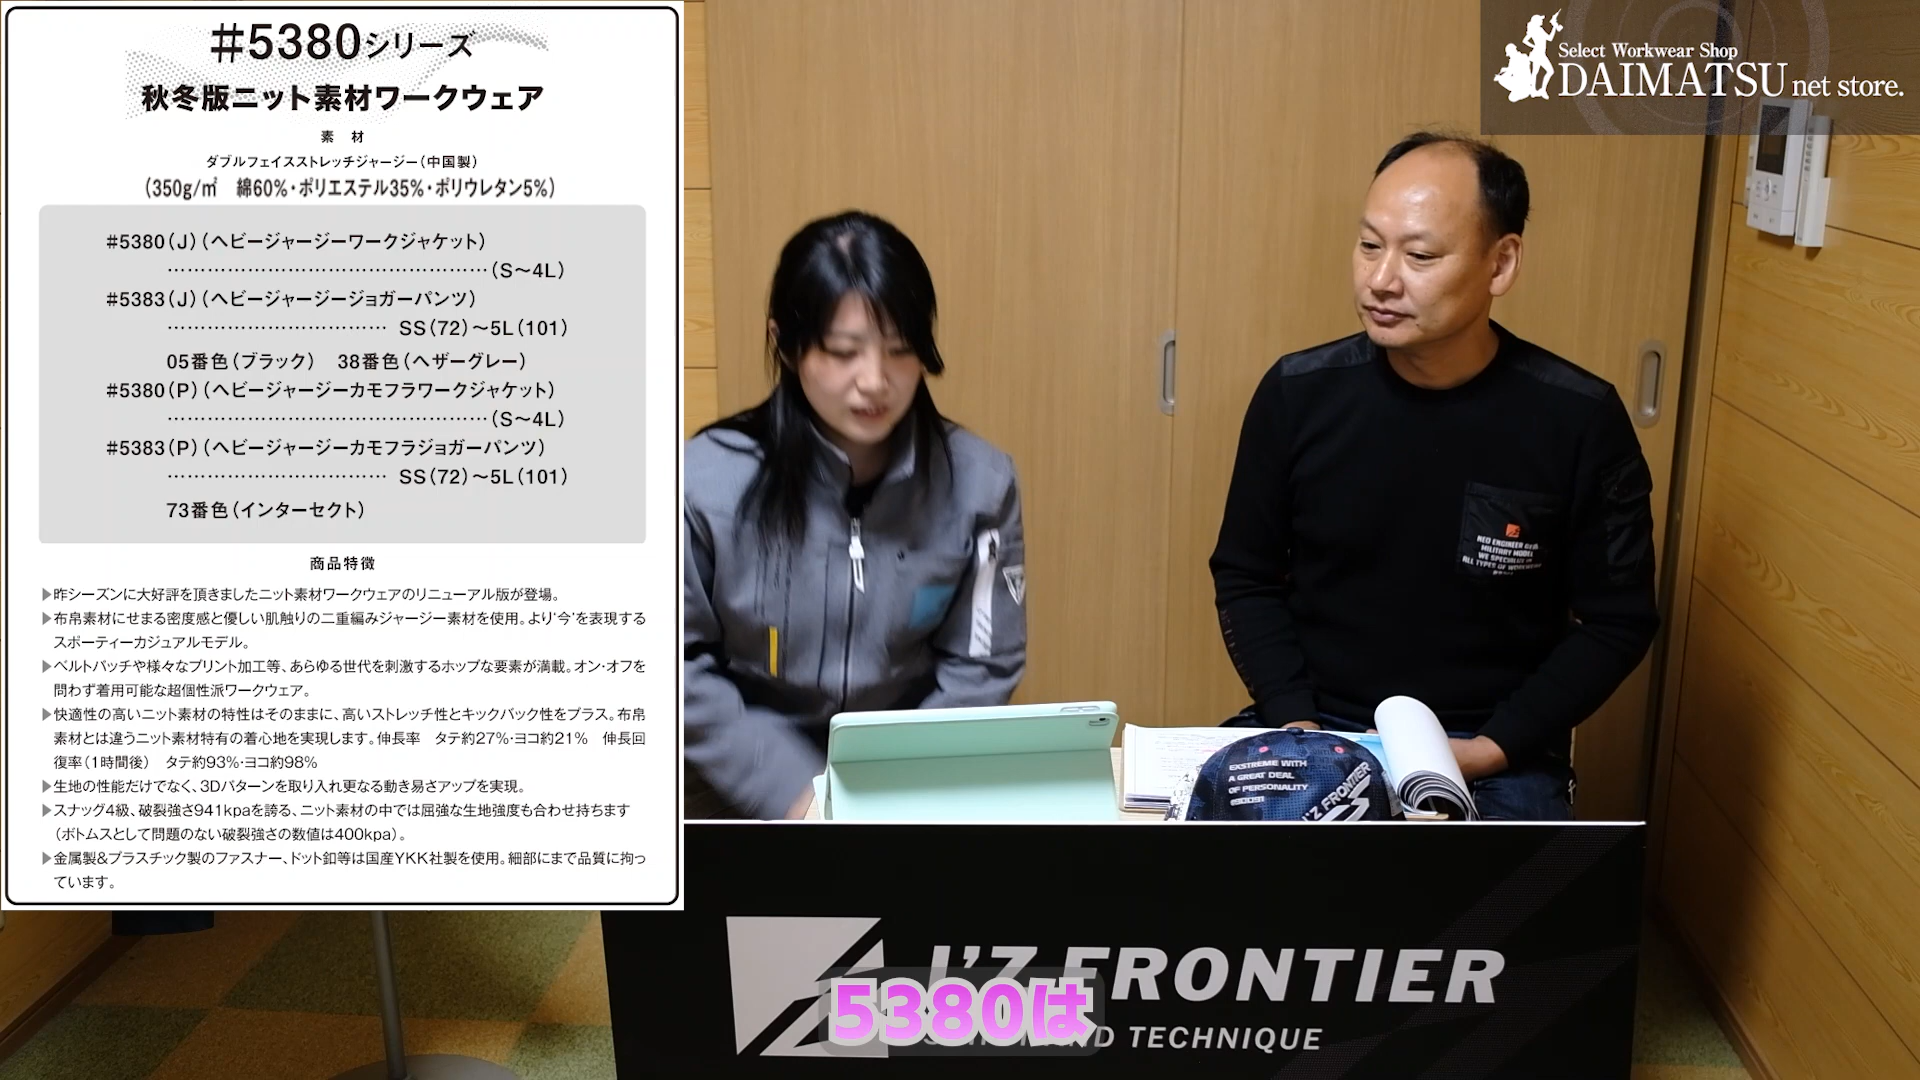 #5380シリーズ
秋冬版ニット素材ワークウェア
素 材
ダブルフェイスストレッチジャージー(中国製)
(350g/㎡ 綿60%・ポリエステル35%・ポリウレタン5%)
#5380(J)(ヘビージャージーワークジャケット)
……………………………………………(S〜4L)
#5383(J)(ヘビージャージージョガーパンツ)
…………………………… SS(72)〜5L(101)
05番色(ブラック) 38番色(ヘザーグレー)
#5380(P)(ヘビージャージーカモフラワークジャケット)
……………………………………………(S〜4L)
#5383(P)(ヘビージャージーカモフラジョガーパンツ)
…………………………… SS(72)〜5L(101)
73番色(インターセクト)
商品特徴
▶昨シーズンに大好評を頂きましたニット素材ワークウェアのリニューアル版が登場。
▶布帛素材にせまる密度感と優しい肌触りの二重編みジャージー素材を使用。より"今"を表現する
スポーティーカジュアルモデル。
▶ベルトパッチや様々なプリント加工等、あらゆる世代を刺激するホップな要素が満載。オン・オフを
問わず着用可能な超個性派ワークウェア。
▶快適性の高いニット素材の特性はそのままに、高いストレッチ性とキックバック性をプラス。布帛
素材とは違うニット素材特有の着心地を実現します。伸長率 タテ約27%・ヨコ約21% 伸長回
復率(1時間後) タテ約93%・ヨコ約98%
▶生地の性能だけでなく、3Dパターンを取り入れ更なる動き易さアップを実現。
▶スナッグ4級、破裂強さ941kpaを誇る、ニット素材の中では屈強な生地強度も合わせ持ちます
(ボトムスとして問題のない破裂強さの数値は400kpa)。
▶金属製&プラスチック製のファスナー、ドット釦等は国産YKK社製を使用。細部にまで品質に拘っ
ています。
Select Workwear Shop
DAIMATSU net store.
NEO ENGINEER GEAR
MILITARY MODEL
WE SPECIALIZE IN
ALL TYPES OF WORKWEAR
EXSTREME WITH
A GREAT DEAL
OF PERSONALITY
I'Z FRONTIER
I'Z FRONTIER
TECHNIQUE
5380は